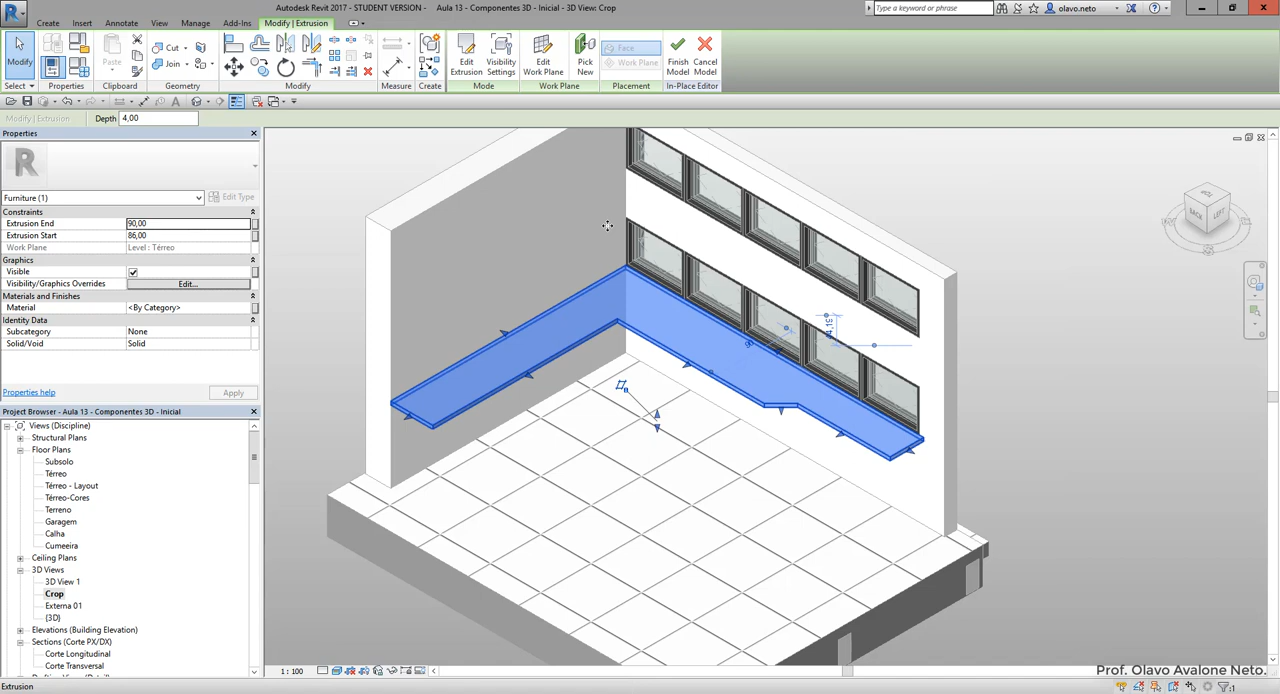 Autodesk Revit 2017 - STUDENT VERSION - Aula 13 - Componentes 3D - Inicial - 3D View: Crop
Type a keyword or phrase
olavo.neto
Create Insert Annotate View Manage Add-Ins Modify | Extrusion
Modify
Paste
Cut
Join
Edit Extrusion
Visibility Settings
Edit Work Plane
Pick New
Face
Work Plane
Finish Model
Cancel Model
Select Properties Clipboard Geometry Modify Measure Create Mode Work Plane Placement In-Place Editor
Modify | Extrusion Depth 4,00
Properties
Furniture (1) Edit Type
Constraints
Extrusion End 90,00
Extrusion Start 86,00
Work Plane Level : Térreo
Graphics
Visible
Visibility/Graphics Overrides Edit...
Materials and Finishes
Material <By Category>
Identity Data
Subcategory None
Solid/Void Solid
Properties help Apply
Project Browser - Aula 13 - Componentes 3D - Inicial
Views (Discipline)
Structural Plans
Floor Plans
Subsolo
Térreo
Térreo - Layout
Térreo-Cores
Terreno
Garagem
Calha
Cumeeira
Ceiling Plans
3D Views
3D View 1
Crop
Externa 01
{3D}
Elevations (Building Elevation)
Sections (Corte PX/DX)
Corte Longitudinal
Corte Transversal
BACK
LEFT
90
1 : 100
Prof. Olavo Avalone Neto.
Extrusion
:1